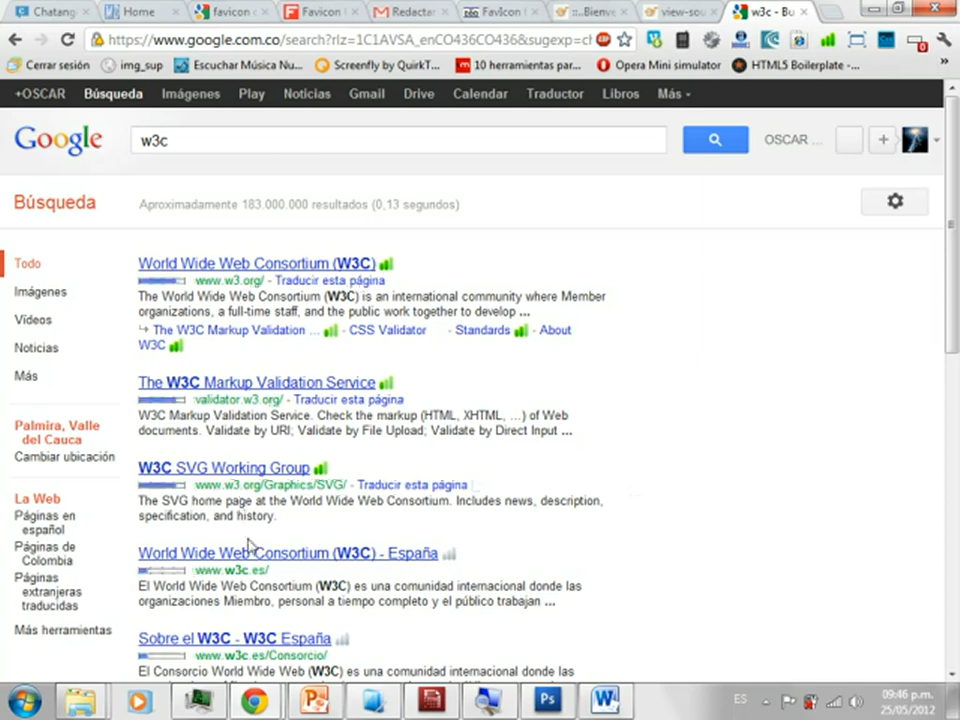 Chatang
Home
favicon
Favicon
Redactar
FavIcon
::..Bienve
view-sou
w3c - Bu
https://www.google.com.co/search?rlz=1C1AVSA_enCO436CO436&sugexp=cl
Cerrar sesión
img_sup
Escuchar Música Nu...
Screenfly by QuirkT...
10 herramientas par...
Opera Mini simulator
HTML5 Boilerplate -...
+OSCAR Búsqueda Imágenes Play Noticias Gmail Drive Calendar Traductor Libros Más
Google
w3c
OSCAR ...
+
Búsqueda
Aproximadamente 183.000.000 resultados (0,13 segundos)
Todo
Imágenes
Vídeos
Noticias
Más
Palmira, Valle
del Cauca
Cambiar ubicación
La Web
Páginas en
español
Páginas de
Colombia
Páginas
extranjeras
traducidas
Más herramientas
World Wide Web Consortium (W3C)
www.w3.org/ - Traducir esta página
The World Wide Web Consortium (W3C) is an international community where Member
organizations, a full-time staff, and the public work together to develop ...
The W3C Markup Validation ... - CSS Validator - Standards - About
W3C
The W3C Markup Validation Service
validator.w3.org/ - Traducir esta página
W3C Markup Validation Service. Check the markup (HTML, XHTML, ...) of Web
documents. Validate by URI; Validate by File Upload; Validate by Direct Input ...
W3C SVG Working Group
www.w3.org/Graphics/SVG/ - Traducir esta página
The SVG home page at the World Wide Web Consortium. Includes news, description,
specification, and history.
World Wide Web Consortium (W3C) - España
www.w3c.es/
El World Wide Web Consortium (W3C) es una comunidad internacional donde las
organizaciones Miembro, personal a tiempo completo y el público trabajan ...
Sobre el W3C - W3C España
www.w3c.es/Consorcio/
El Consorcio World Wide Web (W3C) es una comunidad internacional donde las
ES
09:46 p.m.
25/05/2012